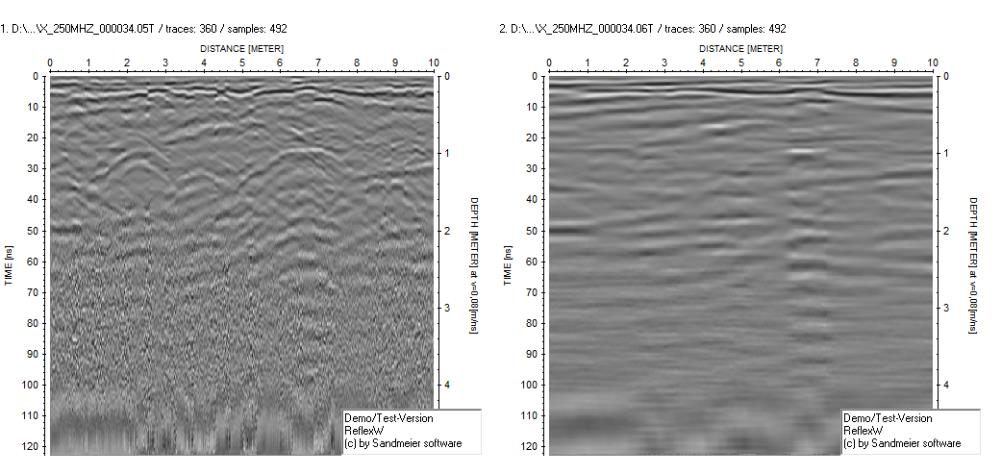 1. D:\...\X_250MHZ_000034.05T / traces: 360 / samples: 492
DISTANCE [METER]
0 1 2 3 4 5 6 7 8 9 10
0
10
20
30
40
50
60
70
80
90
100
110
120
TIME [ns]
0
1
2
3
4
DEPTH [METER] at v=0.08[m/ns]
Demo/Test-Version
ReflexW
(c) by Sandmeier software
2. D:\...\X_250MHZ_000034.06T / traces: 360 / samples: 492
DISTANCE [METER]
0 1 2 3 4 5 6 7 8 9 10
0
10
20
30
40
50
60
70
80
90
100
110
120
TIME [ns]
0
1
2
3
4
DEPTH [METER] at v=0.08[m/ns]
Demo/Test-Version
ReflexW
(c) by Sandmeier software